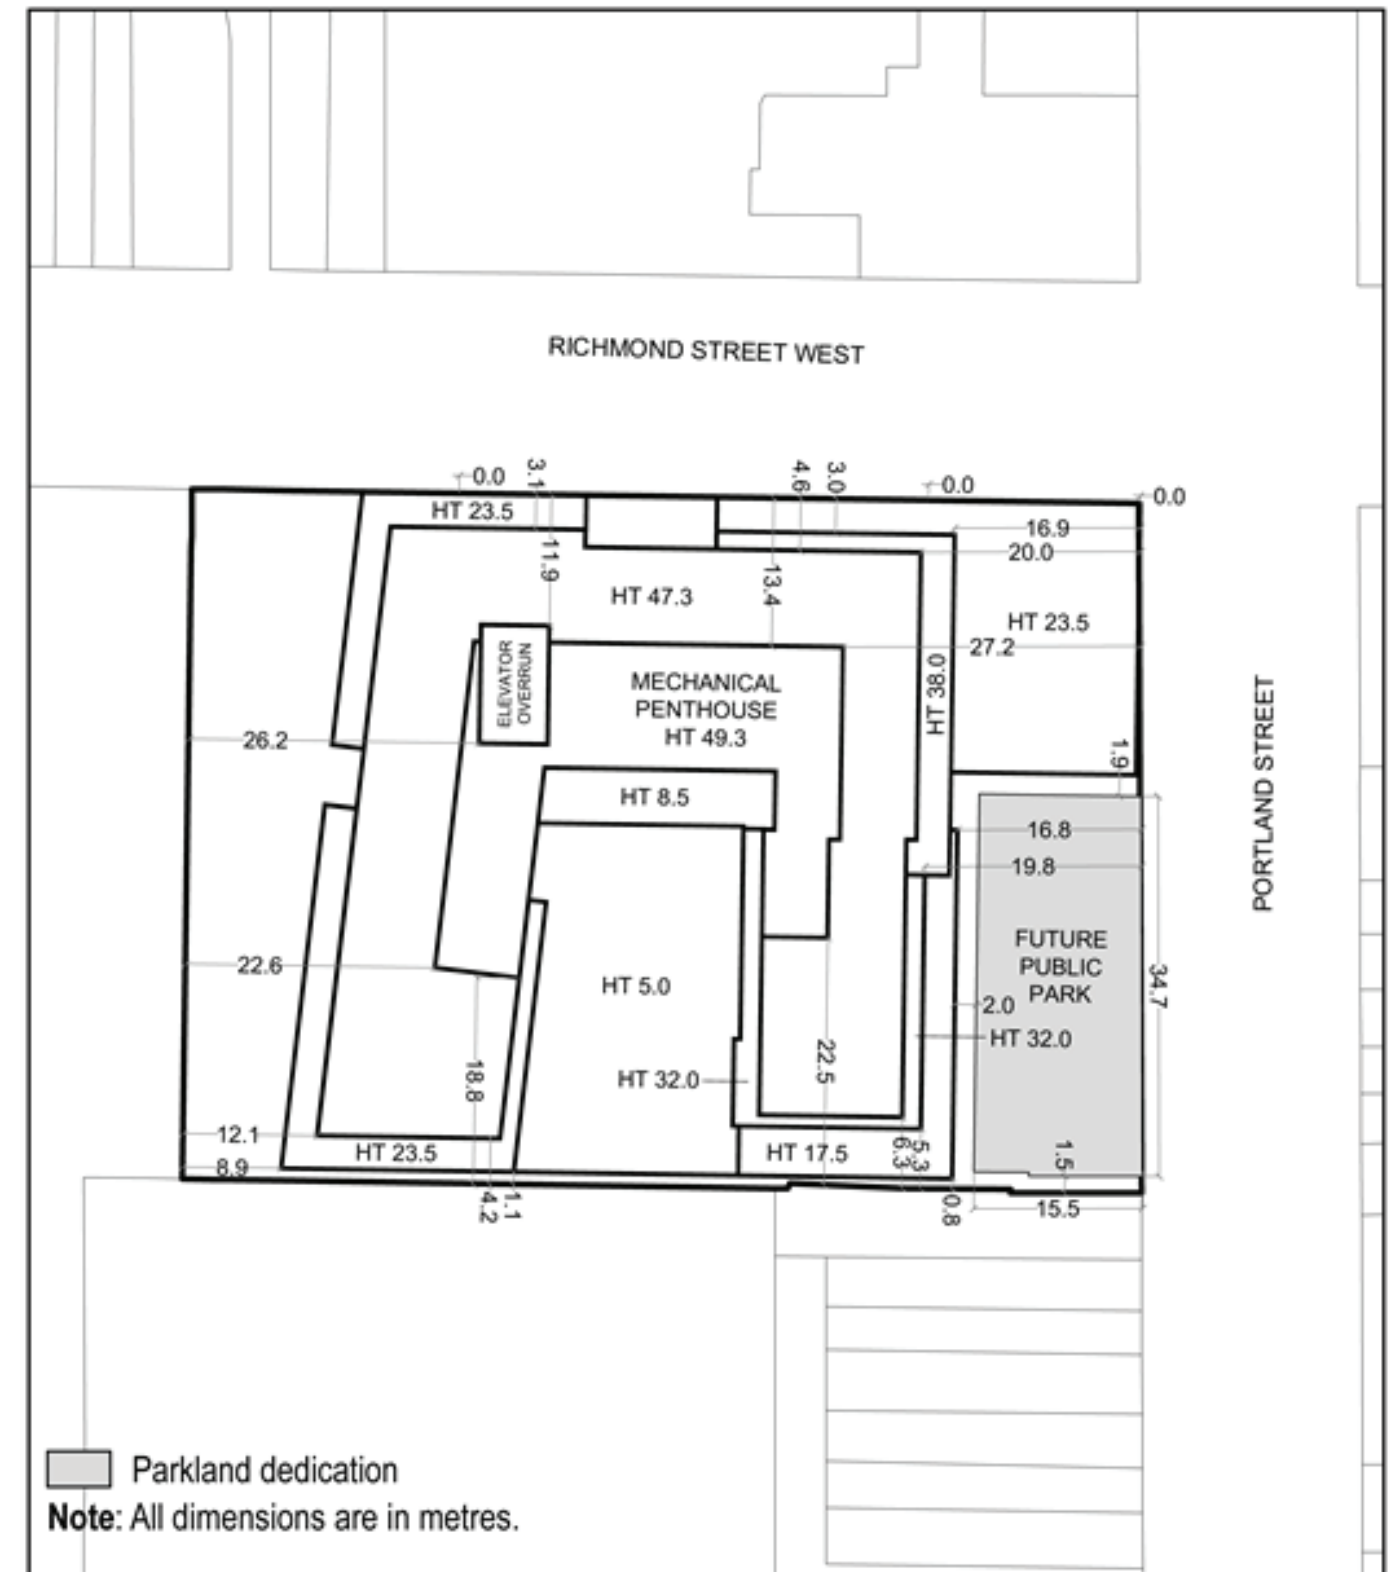 RICHMOND STREET WEST
0.0
3.1
4.6
3.0
0.0
0.0
HT 23.5
16.9
20.0
11.9
13.4
HT 47.3
HT 23.5
27.2
ELEVATOR
OVERRUN
MECHANICAL
PENTHOUSE
HT 49.3
HT 38.0
PORTLAND STREET
26.2
1.9
HT 8.5
16.8
19.8
FUTURE
PUBLIC
PARK
22.6
HT 5.0
34.7
2.0
HT 32.0
18.8
HT 32.0
22.5
12.1
HT 23.5
HT 17.5
6.3
5.3
1.5
8.9
4.2
1.1
0.8
15.5
Parkland dedication
Note: All dimensions are in metres.